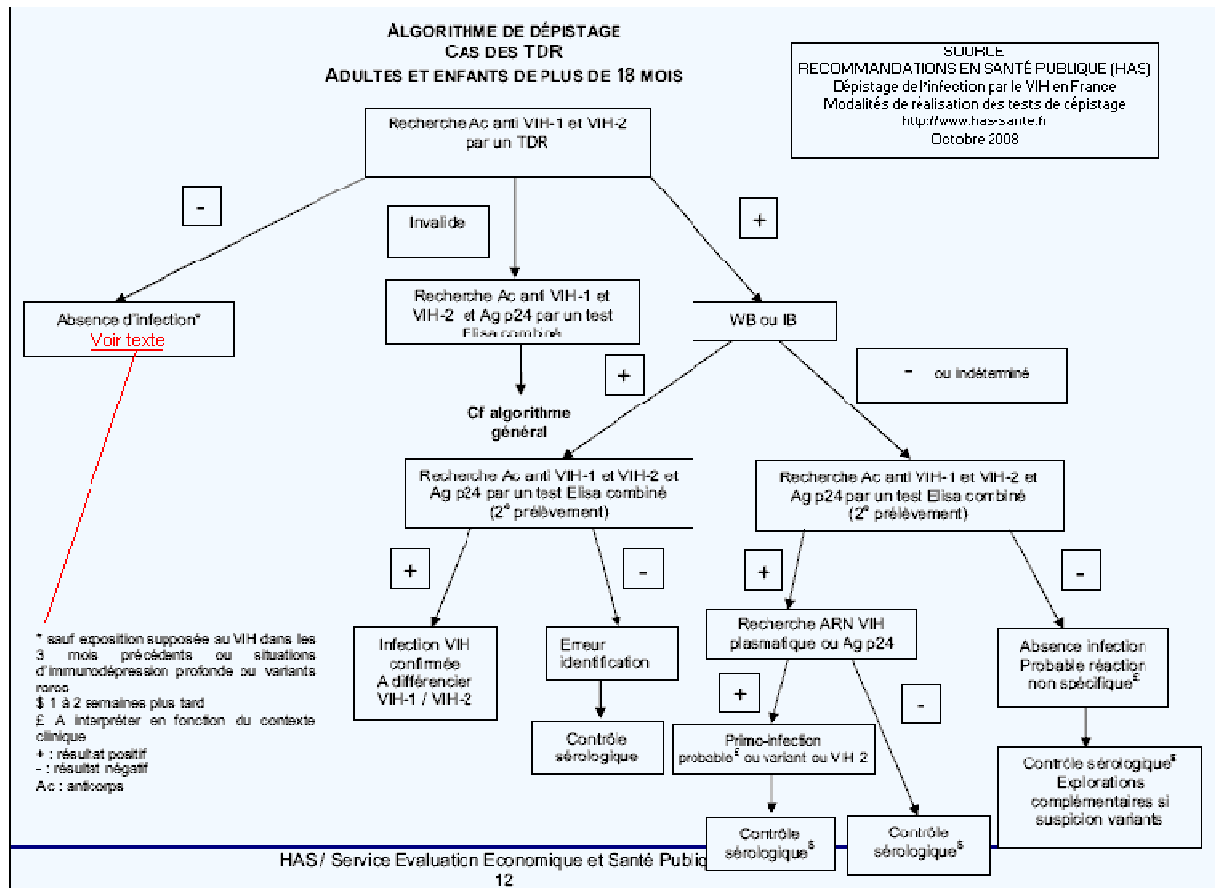 ALGORITHME DE DÉPISTAGE
CAS DES TDR
ADULTES ET ENFANTS DE PLUS DE 18 MOIS
SOURCE
RECOMMANDATIONS EN SANTÉ PUBLIQUE (HAS)
Dépistage de l'infection par le VIH en France
Modalités de réalisation des tests de dépistage
http://www.has-sante.fr
Octobre 2008
Recherche Ac anti VIH-1 et VIH-2
par un TDR
-
Invalide
+
Absence d'infection*
Voir texte
Recherche Ac anti VIH-1 et
VIH-2 et Ag p24 par un test
Elisa combiné
WB ou IB
+
- ou indéterminé
Cf algorithme
général
Recherche Ac anti VIH-1 et VIH-2 et
Ag p24 par un test Elisa combiné
(2e prélèvement)
Recherche Ac anti VIH-1 et VIH-2 et
Ag p24 par un test Elisa combiné
(2e prélèvement)
+
-
+
-
Infection VIH
confirmée
A différencier
VIH-1 / VIH-2
Erreur
identification
Recherche ARN VIH
plasmatique ou Ag p24
Absence infection
Probable réaction
non spécifique£
+
-
Contrôle
sérologique
Primo-infection
probable£ ou variant ou VIH 2
Contrôle sérologique$
Explorations
complémentaires si
suspicion variants
Contrôle
sérologique$
Contrôle
sérologique$
* sauf exposition supposée au VIH dans les
3 mois précédents ou situations
d'immunodépression profonde ou variants
rares
$ 1 à 2 semaines plus tard
£ A interpréter en fonction du contexte
clinique
+ : résultat positif
- : résultat négatif
Ac : anticorps
HAS / Service Evaluation Economique et Santé Publiq
12